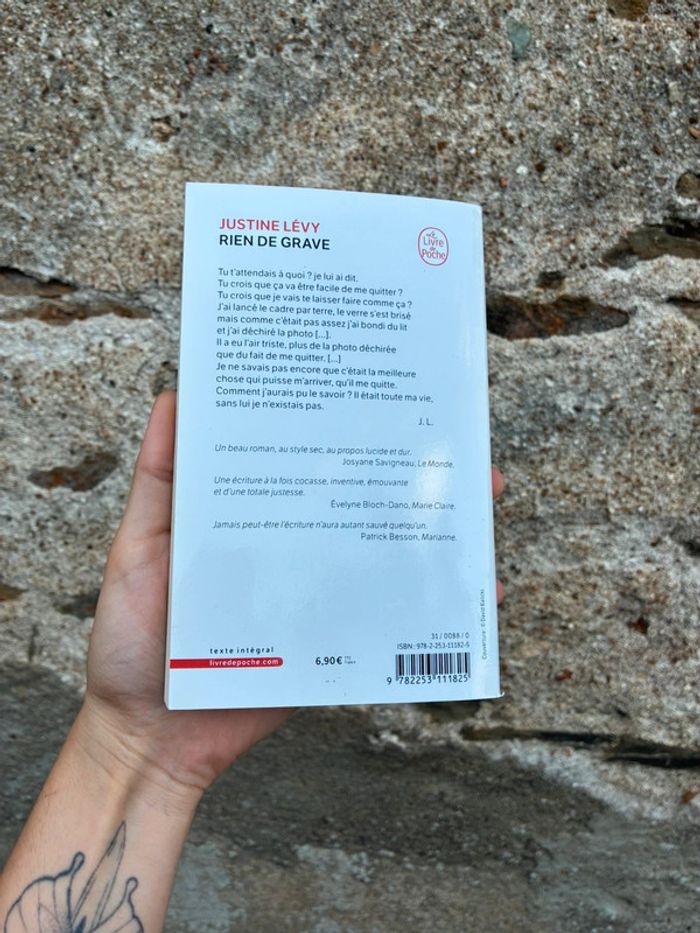 JUSTINE LÉVY
RIEN DE GRAVE
Le
Livre
de
Poche
Tu t'attendais à quoi ? je lui ai dit.
Tu crois que ça va être facile de me quitter ?
Tu crois que je vais te laisser faire comme ça ?
J'ai lancé le cadre par terre, le verre s'est brisé
mais comme c'était pas assez j'ai bondi du lit
et j'ai déchiré la photo [...].
Il a eu l'air triste, plus de la photo déchirée
que du fait de me quitter. [...]
Je ne savais pas encore que c'était la meilleure
chose qui puisse m'arriver, qu'il me quitte.
Comment j'aurais pu le savoir ? Il était toute ma vie,
sans lui je n'existais pas.
J. L.
Un beau roman, au style sec, au propos lucide et dur.
Josyane Savigneau, Le Monde.
Une écriture à la fois cocasse, inventive, émouvante
et d'une totale justesse.
Évelyne Bloch-Dano, Marie Claire.
Jamais peut-être l'écriture n'aura autant sauvé quelqu'un.
Patrick Besson, Marianne.
texte intégral
livredepoche.com
6,90 € TTC
France
31 / 0088 / 0
ISBN : 978-2-253-11182-5
9 782253 111825
Couverture : © David Balicki